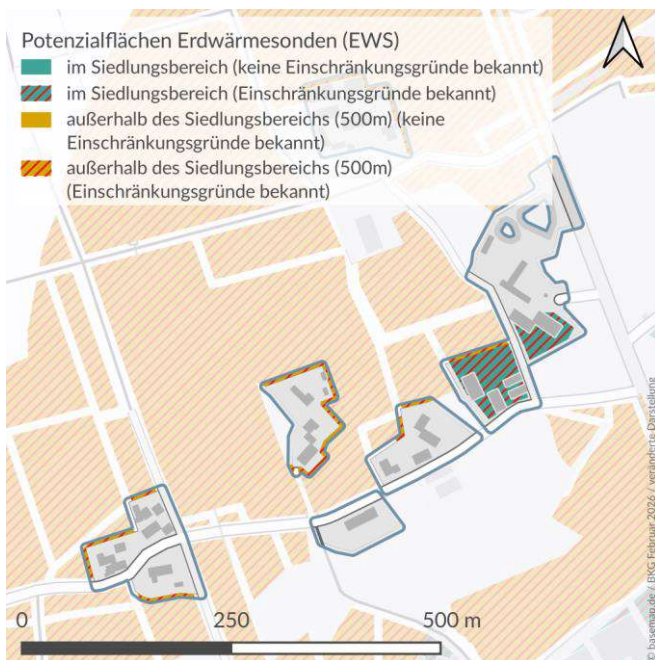 Potenzialflächen Erdwärmesonden (EWS)
im Siedlungsbereich (keine Einschränkungsgründe bekannt)
im Siedlungsbereich (Einschränkungsgründe bekannt)
außerhalb des Siedlungsbereichs (500m) (keine
Einschränkungsgründe bekannt)
außerhalb des Siedlungsbereichs (500m)
(Einschränkungsgründe bekannt)
0 250 500 m
© basemap.de / BKG Februar 2026 / veränderte Darstellung